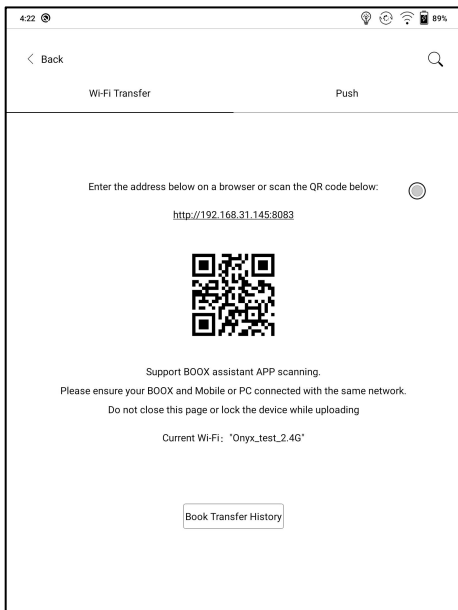 4:22 89%
Back
Wi-Fi Transfer Push
Enter the address below on a browser or scan the QR code below:
http://192.168.31.145:8083
Support BOOX assistant APP scanning.
Please ensure your BOOX and Mobile or PC connected with the same network.
Do not close this page or lock the device while uploading
Current Wi-Fi："Onyx_test_2.4G"
Book Transfer History